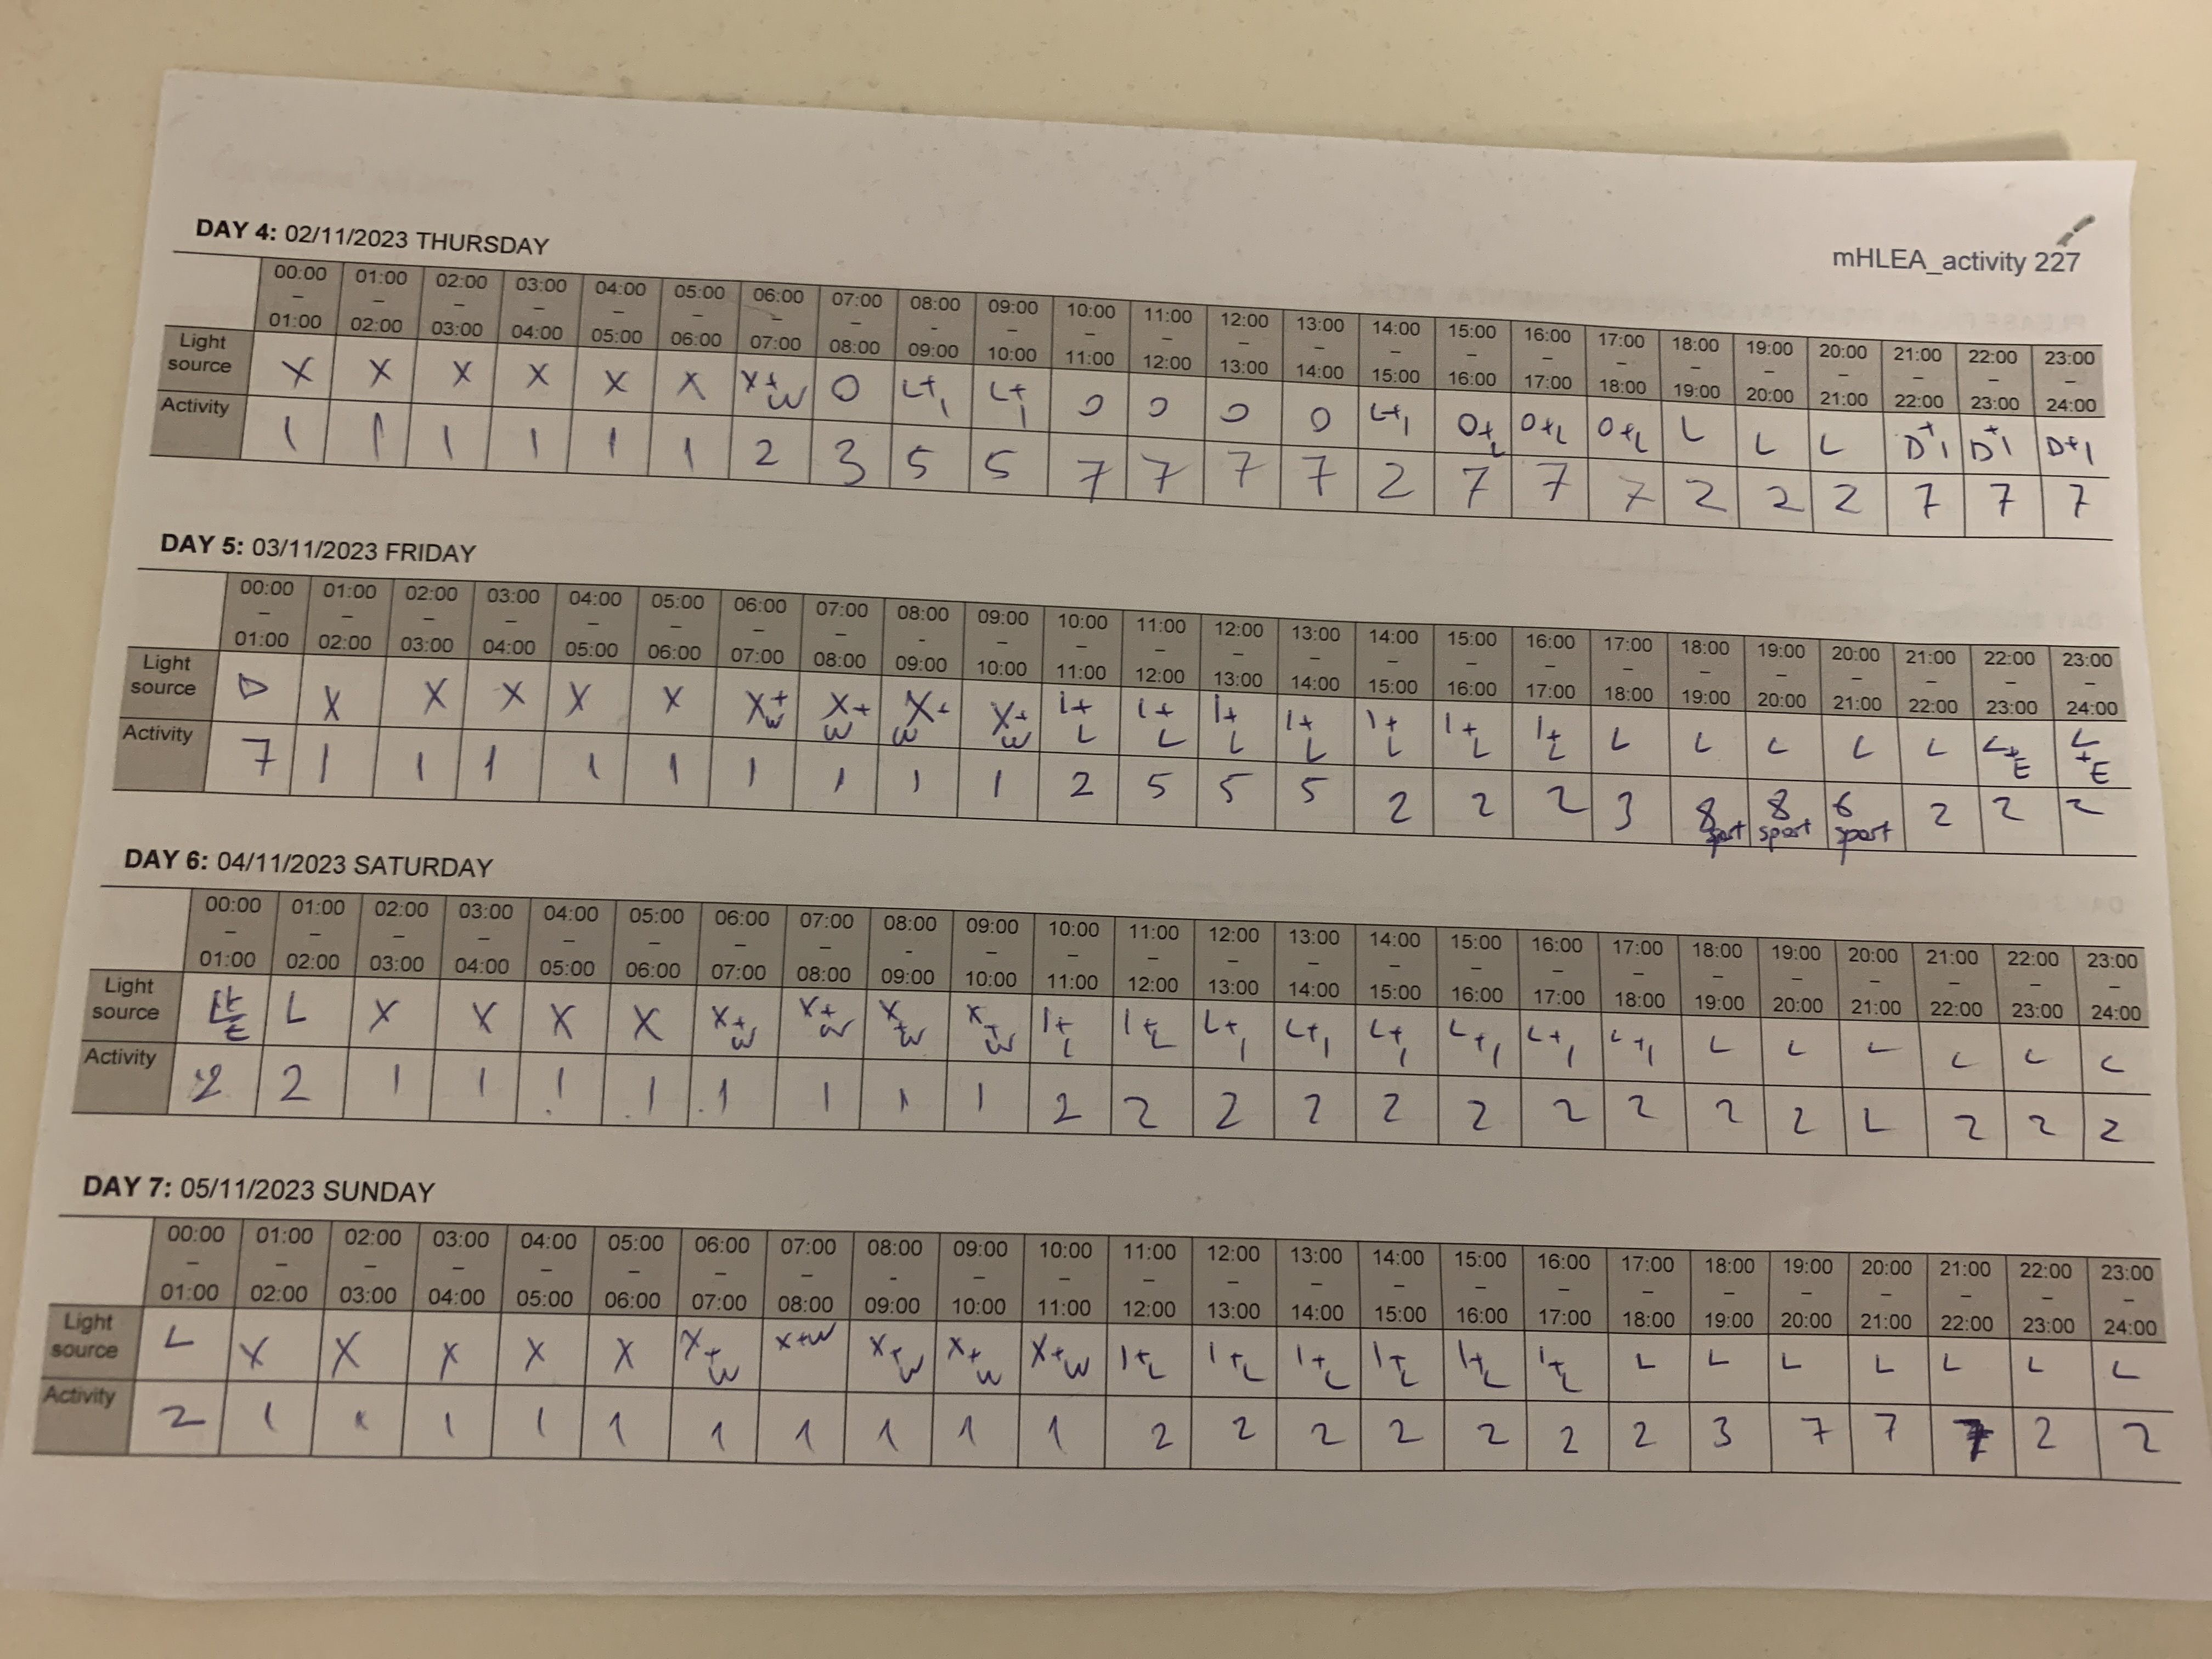 mHLEA_activity 227
DAY 4: 02/11/2023 THURSDAY
00:00 – 01:00 01:00 – 02:00 02:00 – 03:00 03:00 – 04:00 04:00 – 05:00 05:00 – 06:00 06:00 – 07:00 07:00 – 08:00 08:00 – 09:00 09:00 – 10:00 10:00 – 11:00 11:00 – 12:00 12:00 – 13:00 13:00 – 14:00 14:00 – 15:00 15:00 – 16:00 16:00 – 17:00 17:00 – 18:00 18:00 – 19:00 19:00 – 20:00 20:00 – 21:00 21:00 – 22:00 22:00 – 23:00 23:00 – 24:00
Light source X X X X X X X+W O L+I L+I O O O O L+I O+L O+L O+L L L L D+I D+I D+I
Activity 1 1 1 1 1 1 2 3 5 5 7 7 7 7 2 7 7 7 2 2 2 7 7 7
DAY 5: 03/11/2023 FRIDAY
00:00 – 01:00 01:00 – 02:00 02:00 – 03:00 03:00 – 04:00 04:00 – 05:00 05:00 – 06:00 06:00 – 07:00 07:00 – 08:00 08:00 – 09:00 09:00 – 10:00 10:00 – 11:00 11:00 – 12:00 12:00 – 13:00 13:00 – 14:00 14:00 – 15:00 15:00 – 16:00 16:00 – 17:00 17:00 – 18:00 18:00 – 19:00 19:00 – 20:00 20:00 – 21:00 21:00 – 22:00 22:00 – 23:00 23:00 – 24:00
Light source D X X X X X X+W X+W X+W X+W I+L I+L I+L I+L I+L I+L I+L L L L L L L+E L+E
Activity 7 1 1 1 1 1 1 1 1 1 2 5 5 5 2 2 2 3 8 sport 8 sport 6 sport 2 2 2
DAY 6: 04/11/2023 SATURDAY
00:00 – 01:00 01:00 – 02:00 02:00 – 03:00 03:00 – 04:00 04:00 – 05:00 05:00 – 06:00 06:00 – 07:00 07:00 – 08:00 08:00 – 09:00 09:00 – 10:00 10:00 – 11:00 11:00 – 12:00 12:00 – 13:00 13:00 – 14:00 14:00 – 15:00 15:00 – 16:00 16:00 – 17:00 17:00 – 18:00 18:00 – 19:00 19:00 – 20:00 20:00 – 21:00 21:00 – 22:00 22:00 – 23:00 23:00 – 24:00
Light source L+E L X X X X X+W X+W X+W X+W I+L I+L L+I L+I L+I L+I L+I L+I L L L L L L
Activity 2 2 1 1 1 1 1 1 1 1 2 2 2 2 2 2 2 2 2 2 L 2 2 2
DAY 7: 05/11/2023 SUNDAY
00:00 – 01:00 01:00 – 02:00 02:00 – 03:00 03:00 – 04:00 04:00 – 05:00 05:00 – 06:00 06:00 – 07:00 07:00 – 08:00 08:00 – 09:00 09:00 – 10:00 10:00 – 11:00 11:00 – 12:00 12:00 – 13:00 13:00 – 14:00 14:00 – 15:00 15:00 – 16:00 16:00 – 17:00 17:00 – 18:00 18:00 – 19:00 19:00 – 20:00 20:00 – 21:00 21:00 – 22:00 22:00 – 23:00 23:00 – 24:00
Light source L X X X X X X+W X+W X+W X+W X+W I+L I+L I+L I+L I+L I+L L L L L L L L
Activity 2 1 1 1 1 1 1 1 1 1 1 2 2 2 2 2 2 2 3 7 7 7 2 2